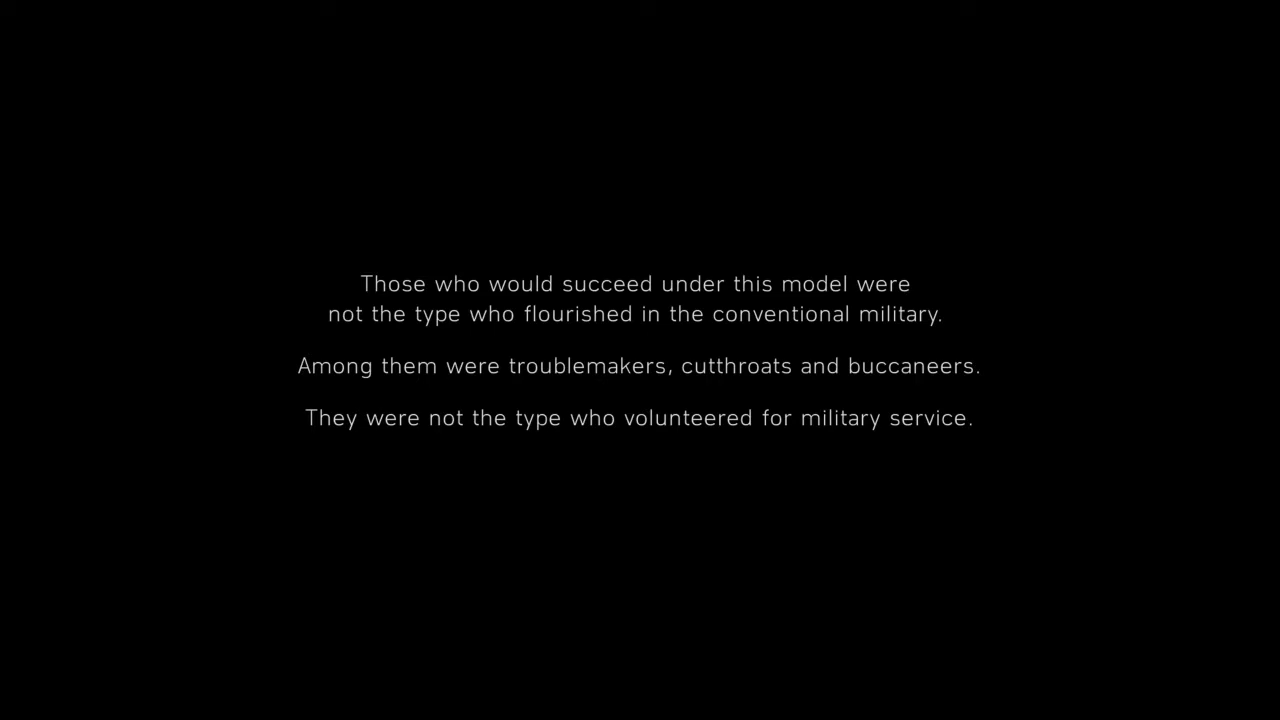 Those who would succeed under this model were
not the type who flourished in the conventional military.
Among them were troublemakers, cutthroats and buccaneers.
They were not the type who volunteered for military service.